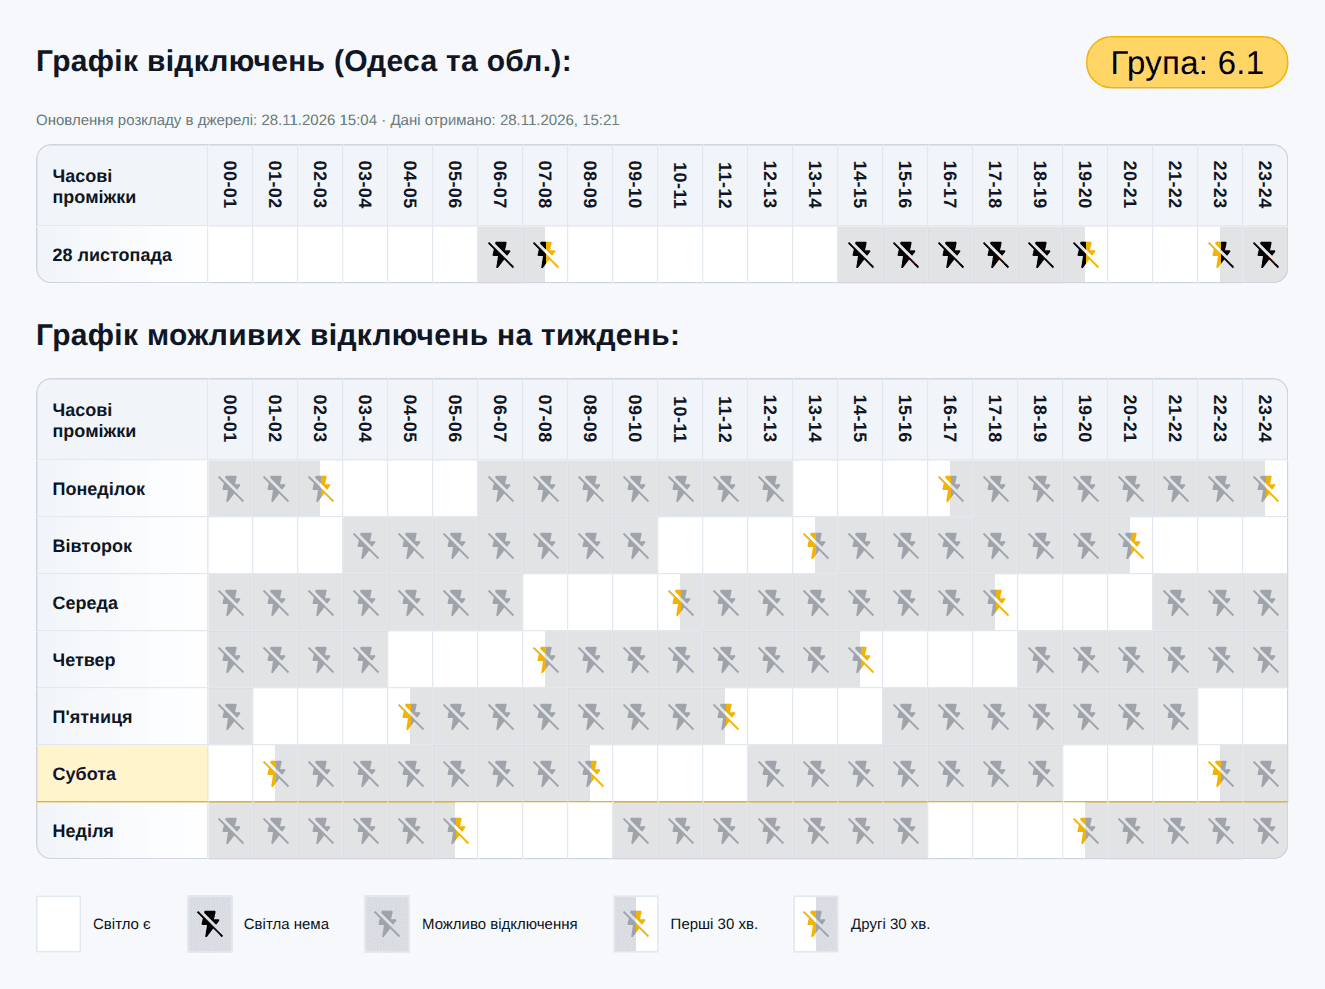 Графік відключень (Одеса та обл.):
Група: 6.1
Оновлення розкладу в джерелі: 28.11.2026 15:04 · Дані отримано: 28.11.2026, 15:21
Часові
проміжки
00-01 01-02 02-03 03-04 04-05 05-06 06-07 07-08 08-09 09-10 10-11 11-12 12-13 13-14 14-15 15-16 16-17 17-18 18-19 19-20 20-21 21-22 22-23 23-24
28 листопада
Графік можливих відключень на тиждень:
Часові
проміжки
00-01 01-02 02-03 03-04 04-05 05-06 06-07 07-08 08-09 09-10 10-11 11-12 12-13 13-14 14-15 15-16 16-17 17-18 18-19 19-20 20-21 21-22 22-23 23-24
Понеділок
Вівторок
Середа
Четвер
П'ятниця
Субота
Неділя
Світло є
Світла нема
Можливо відключення
Перші 30 хв.
Другі 30 хв.